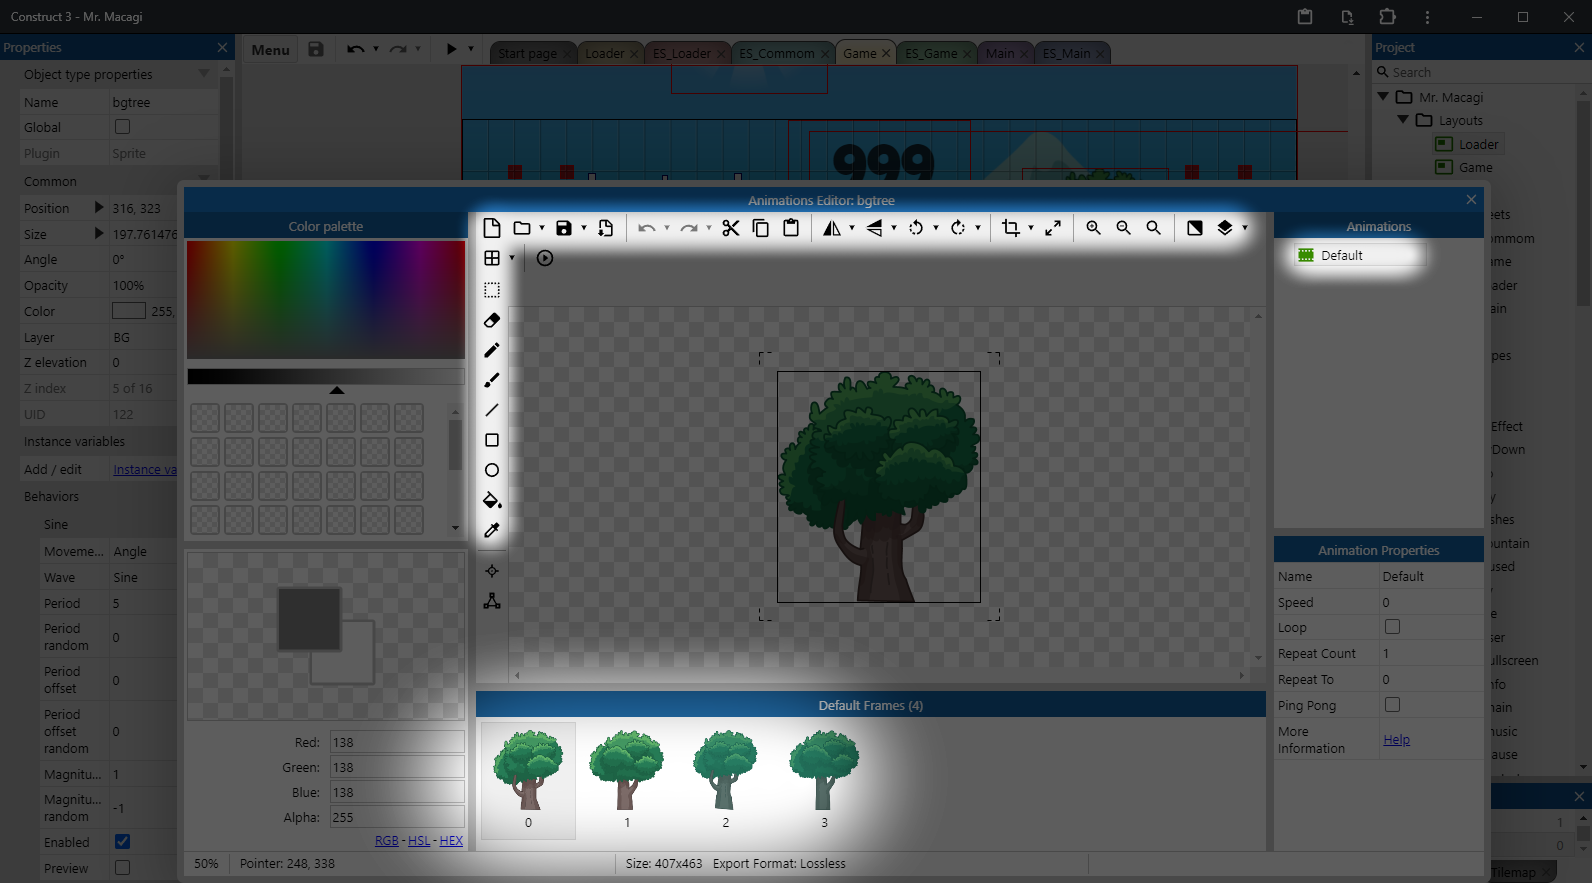 Construct 3 - Mr. Macagi
Properties
Menu
Start page
Loader
ES_Loader
ES_Commom
Game
ES_Game
Main
ES_Main
Project
Object type properties
Name bgtree
Global
Plugin Sprite
Common
Position 316, 323
Size 197.761476
Angle 0°
Opacity 100%
Color 255,
Layer BG
Z elevation 0
Z index 5 of 16
UID 122
Instance variables
Add / edit Instance va
Behaviors
Sine
Moveme... Angle
Wave Sine
Period 5
Period random 0
Period offset 0
Period offset random 0
Magnitu... 1
Magnitu... random -1
Enabled
Preview
999
Search
Mr. Macagi
Layouts
Loader
Game
eets
ommom
me
ader
ain
pes
Effect
Down
y
shes
ountain
used
e
ser
ullscreen
nfo
ain
nusic
ause
1
0
Tilemap
Animations Editor: bgtree
Color palette
Red: 138
Green: 138
Blue: 138
Alpha: 255
RGB - HSL - HEX
Default Frames (4)
0
1
2
3
Animations
Default
Animation Properties
Name Default
Speed 0
Loop
Repeat Count 1
Repeat To 0
Ping Pong
More Information Help
50%
Pointer: 248, 338
Size: 407x463 Export Format: Lossless